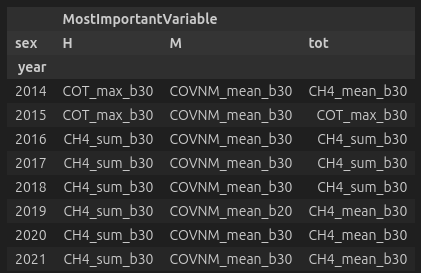 MostImportantVariable
sex H M tot
year
2014 COT_max_b30 COVNM_mean_b30 CH4_mean_b30
2015 COT_max_b30 COVNM_mean_b30 COT_max_b30
2016 CH4_sum_b30 COVNM_mean_b30 CH4_sum_b30
2017 CH4_sum_b30 COVNM_mean_b30 CH4_sum_b30
2018 CH4_sum_b30 COVNM_mean_b30 CH4_sum_b30
2019 CH4_sum_b30 COVNM_mean_b20 CH4_mean_b30
2020 CH4_sum_b30 COVNM_mean_b30 CH4_mean_b30
2021 CH4_sum_b30 COVNM_mean_b30 CH4_mean_b30